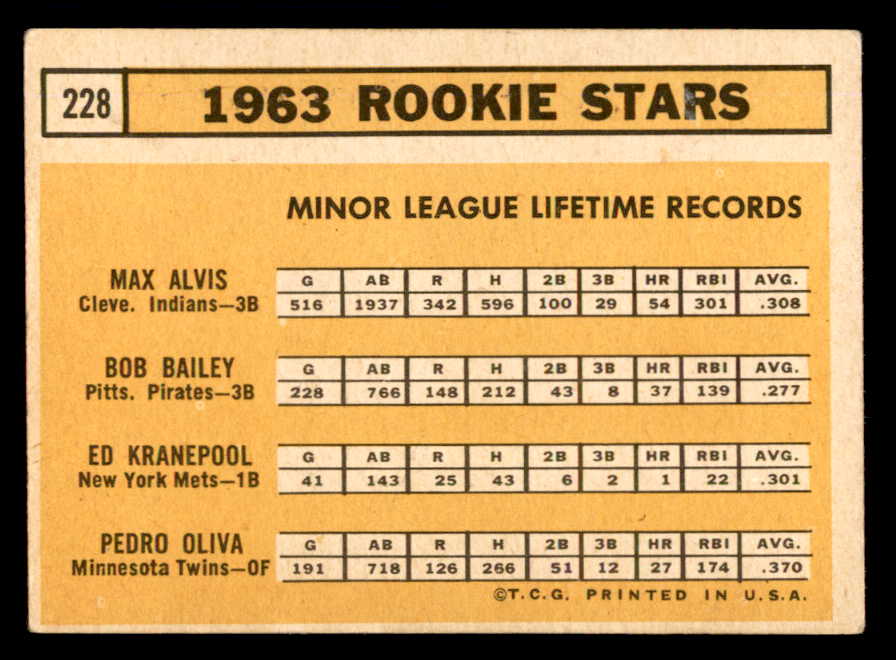 228 1963 ROOKIE STARS
MINOR LEAGUE LIFETIME RECORDS
MAX ALVIS G AB R H 2B 3B HR RBI AVG.
Cleve. Indians—3B 516 1937 342 596 100 29 54 301 .308
BOB BAILEY G AB R H 2B 3B HR RBI AVG.
Pitts. Pirates—3B 228 766 148 212 43 8 37 139 .277
ED KRANEPOOL G AB R H 2B 3B HR RBI AVG.
New York Mets—1B 41 143 25 43 6 2 1 22 .301
PEDRO OLIVA G AB R H 2B 3B HR RBI AVG.
Minnesota Twins—OF 191 718 126 266 51 12 27 174 .370
©T.C.G. PRINTED IN U.S.A.